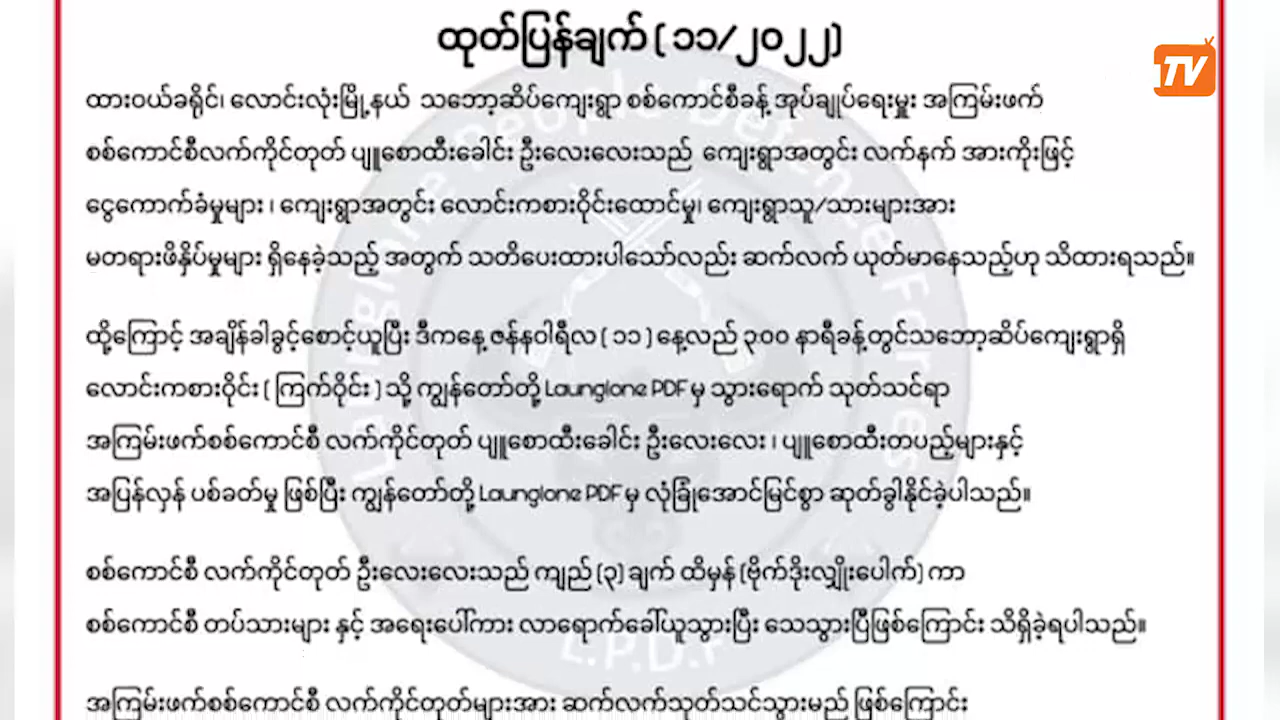 ထုတ်ပြန်ချက် ( ၁၁/၂၀၂၂)
TV
ထားဝယ်ခရိုင်၊ လောင်းလုံးမြို့နယ် သဘော့ဆိပ်ကျေးရွာ စစ်ကောင်စီခန့် အုပ်ချုပ်ရေးမှူး အကြမ်းဖက်
စစ်ကောင်စီလက်ကိုင်တုတ် ပျူစောထီးခေါင်း ဦးလေးလေးသည် ကျေးရွာအတွင်း လက်နက် အားကိုးဖြင့်
ငွေကောက်ခံမှုများ ၊ ကျေးရွာအတွင်း လောင်းကစားဝိုင်းထောင်မှု၊ ကျေးရွာသူ/သားများအား
မတရားဖိနှိပ်မှုများ ရှိနေခဲ့သည့် အတွက် သတိပေးထားပါသော်လည်း ဆက်လက် ယုတ်မာနေသည့်ဟု သိထားရသည်။
ထို့ကြောင့် အချိန်ခါခွင့်စောင့်ယူပြီး ဒီကနေ့ ဇန်နဝါရီလ ( ၁၁ ) နေ့လည် ၃:၀၀ နာရီခန့်တွင်သဘော့ဆိပ်ကျေးရွာရှိ
လောင်းကစားဝိုင်း ( ကြက်ဝိုင်း ) သို့ ကျွန်တော်တို့ Launglone PDF မှ သွားရောက် သုတ်သင်ရာ
အကြမ်းဖက်စစ်ကောင်စီ လက်ကိုင်တုတ် ပျူစောထီးခေါင်း ဦးလေးလေး ၊ ပျူစောထီးတပည့်များနှင့်
အပြန်လှန် ပစ်ခတ်မှု ဖြစ်ပြီး ကျွန်တော်တို့ Launglone PDF မှ လုံခြုံအောင်မြင်စွာ ဆုတ်ခွါနိုင်ခဲ့ပါသည်။
စစ်ကောင်စီ လက်ကိုင်တုတ် ဦးလေးလေးသည် ကျည် (၃) ချက် ထိမှန် (ဗိုက်ဒိုးလျှိုးပေါက်) ကာ
စစ်ကောင်စီ တပ်သားများ နှင့် အရေးပေါ်ကား လာရောက်ခေါ်ယူသွားပြီး သေသွားပြီဖြစ်ကြောင်း သိရှိခဲ့ရပါသည်။
အကြမ်းဖက်စစ်ကောင်စီ လက်ကိုင်တုတ်များအား ဆက်လက်သုတ်သင်သွားမည် ဖြစ်ကြောင်း
Launglone People Defence Forces
L.P.D.F